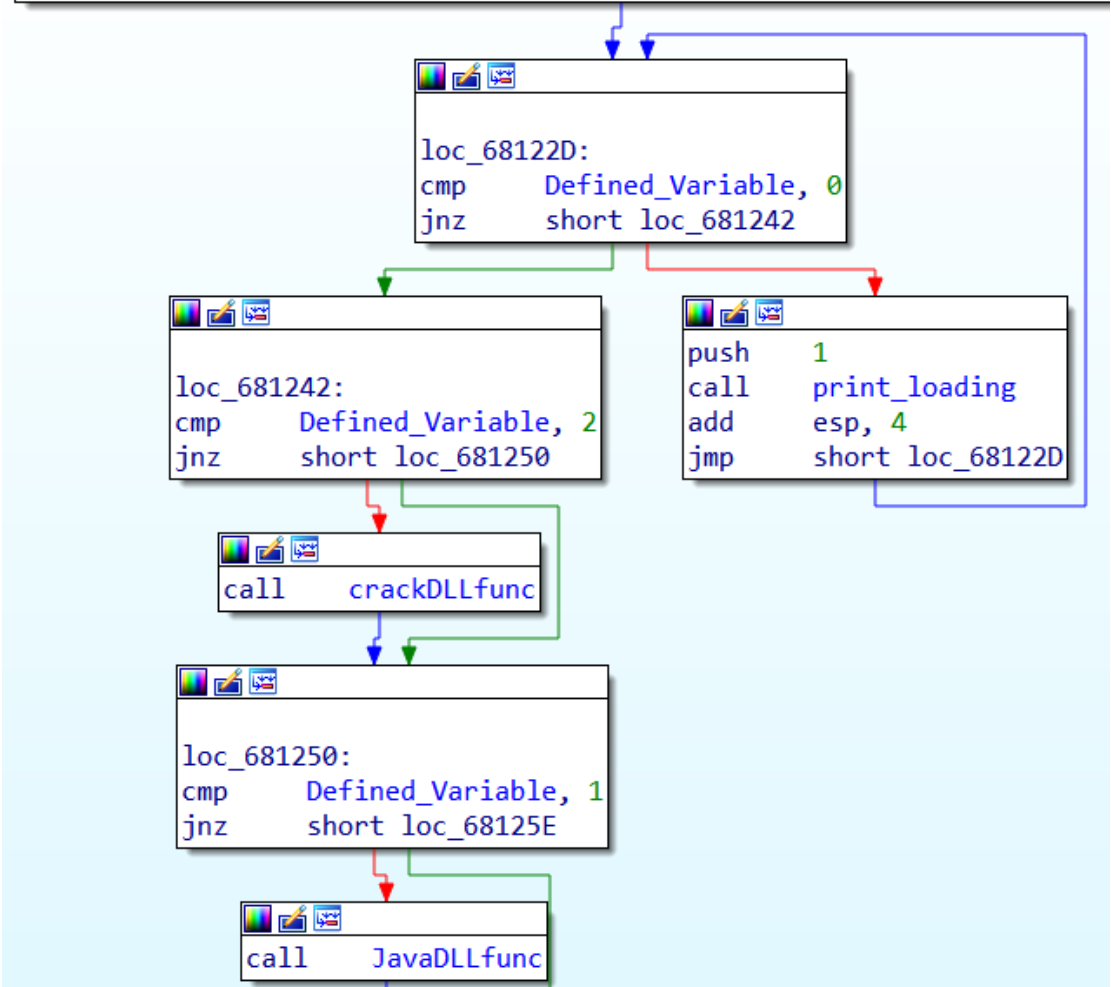 loc_68122D:
cmp Defined_Variable, 0
jnz short loc_681242
loc_681242:
cmp Defined_Variable, 2
jnz short loc_681250
push 1
call print_loading
add esp, 4
jmp short loc_68122D
call crackDLLfunc
loc_681250:
cmp Defined_Variable, 1
jnz short loc_68125E
call JavaDLLfunc